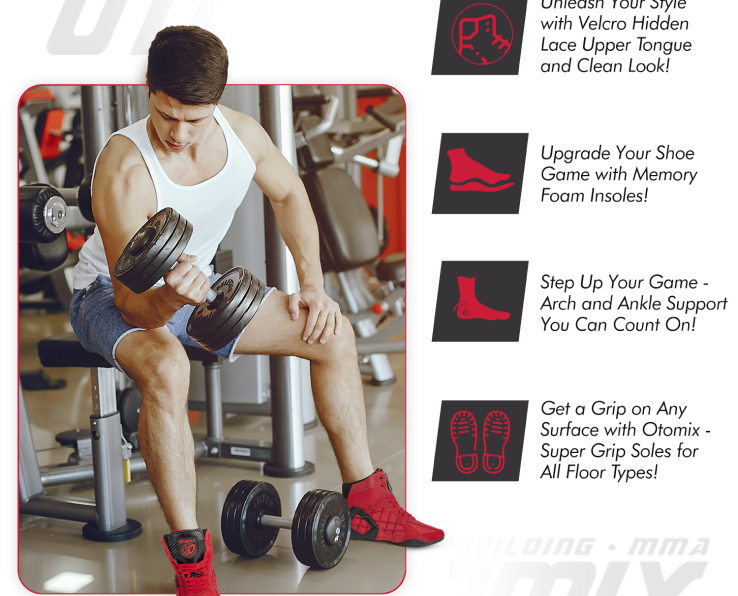 Unleash Your Style
with Velcro Hidden
Lace Upper Tongue
and Clean Look!
Upgrade Your Shoe
Game with Memory
Foam Insoles!
Step Up Your Game -
Arch and Ankle Support
You Can Count On!
Get a Grip on Any
Surface with Otomix -
Super Grip Soles for
All Floor Types!
BUILDING • MMA